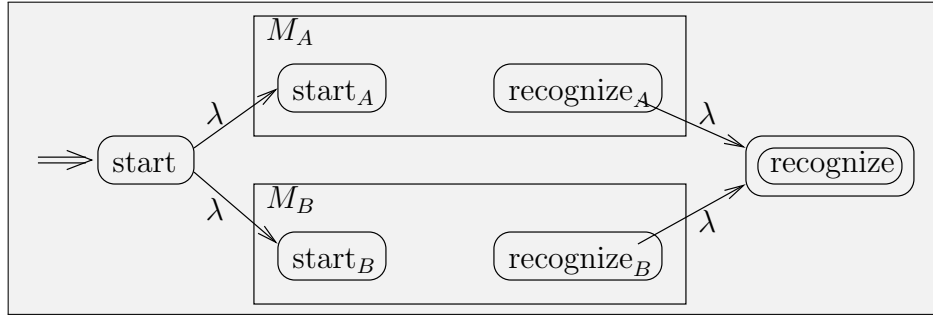 M_A
λ start_A recognize_A λ
start recognize
M_B
λ start_B recognize_B λ